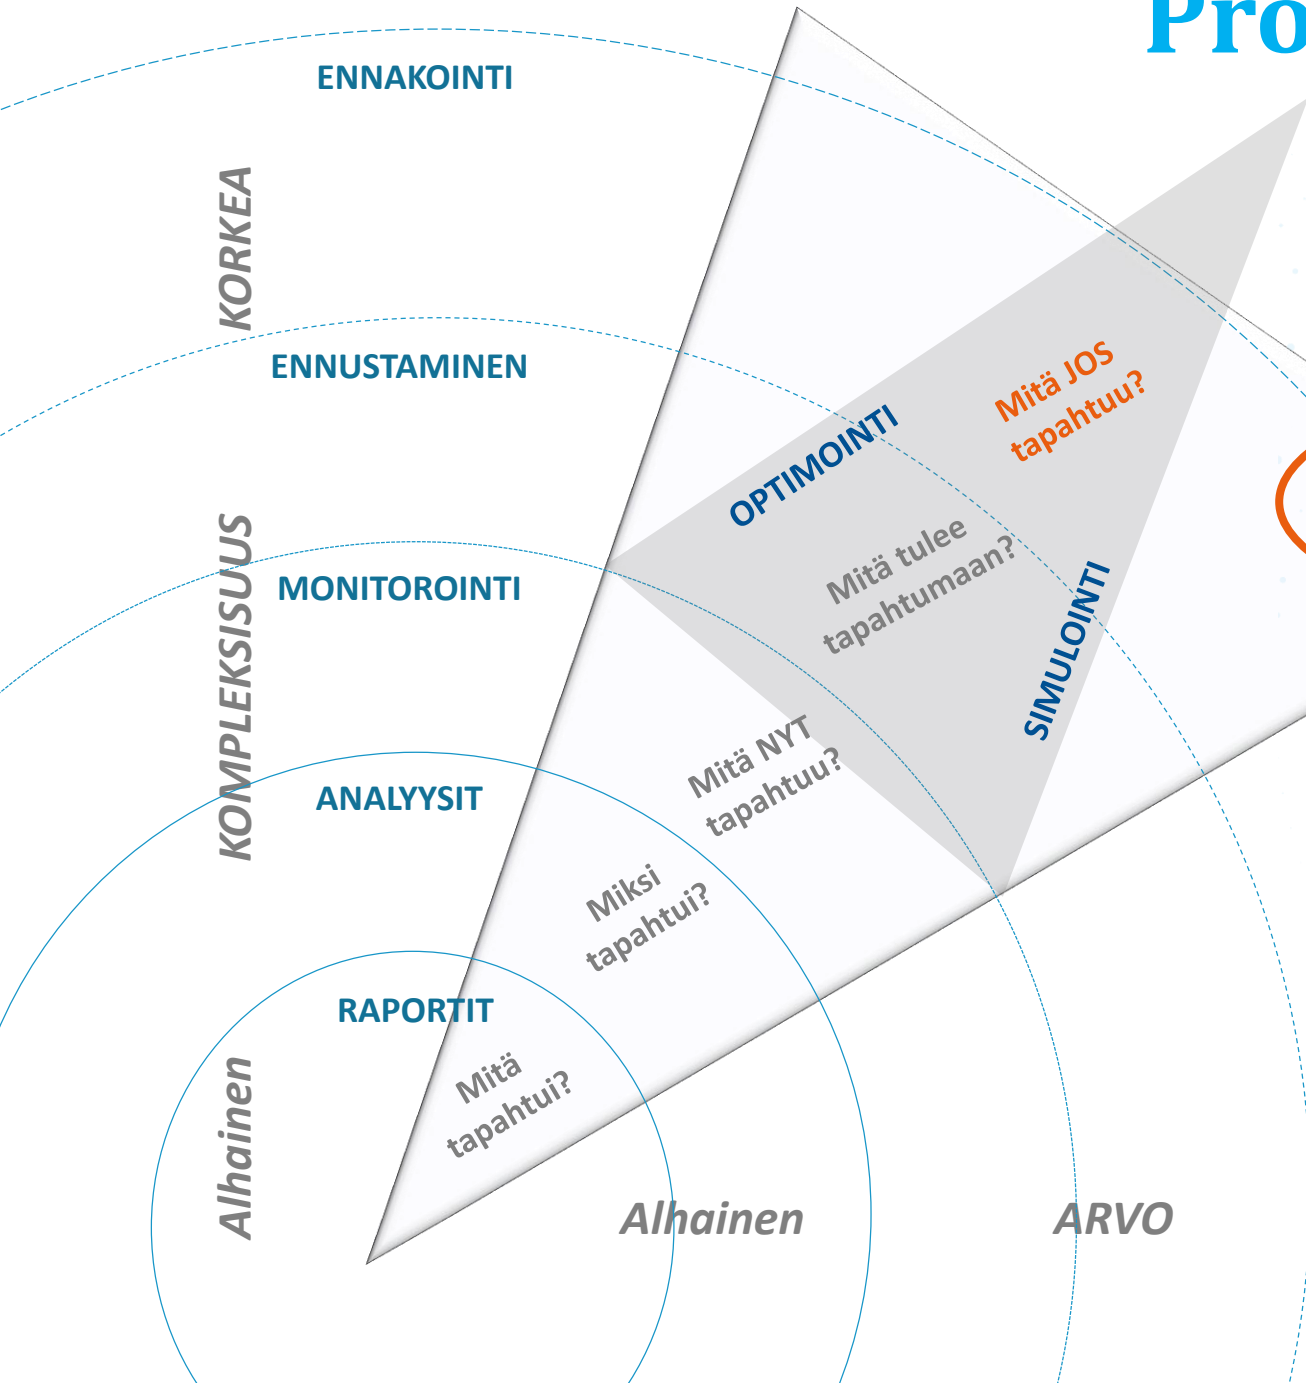 Pro
ENNAKOINTI
KORKEA
ENNUSTAMINEN
Mitä JOS
tapahtuu?
OPTIMOINTI
Mitä tulee
tapahtumaan?
KOMPLEKSISUUS
MONITOROINTI
SIMULOINTI
Mitä NYT
tapahtuu?
ANALYYSIT
Miksi
tapahtui?
RAPORTIT
Mitä
tapahtui?
Alhainen
Alhainen
ARVO